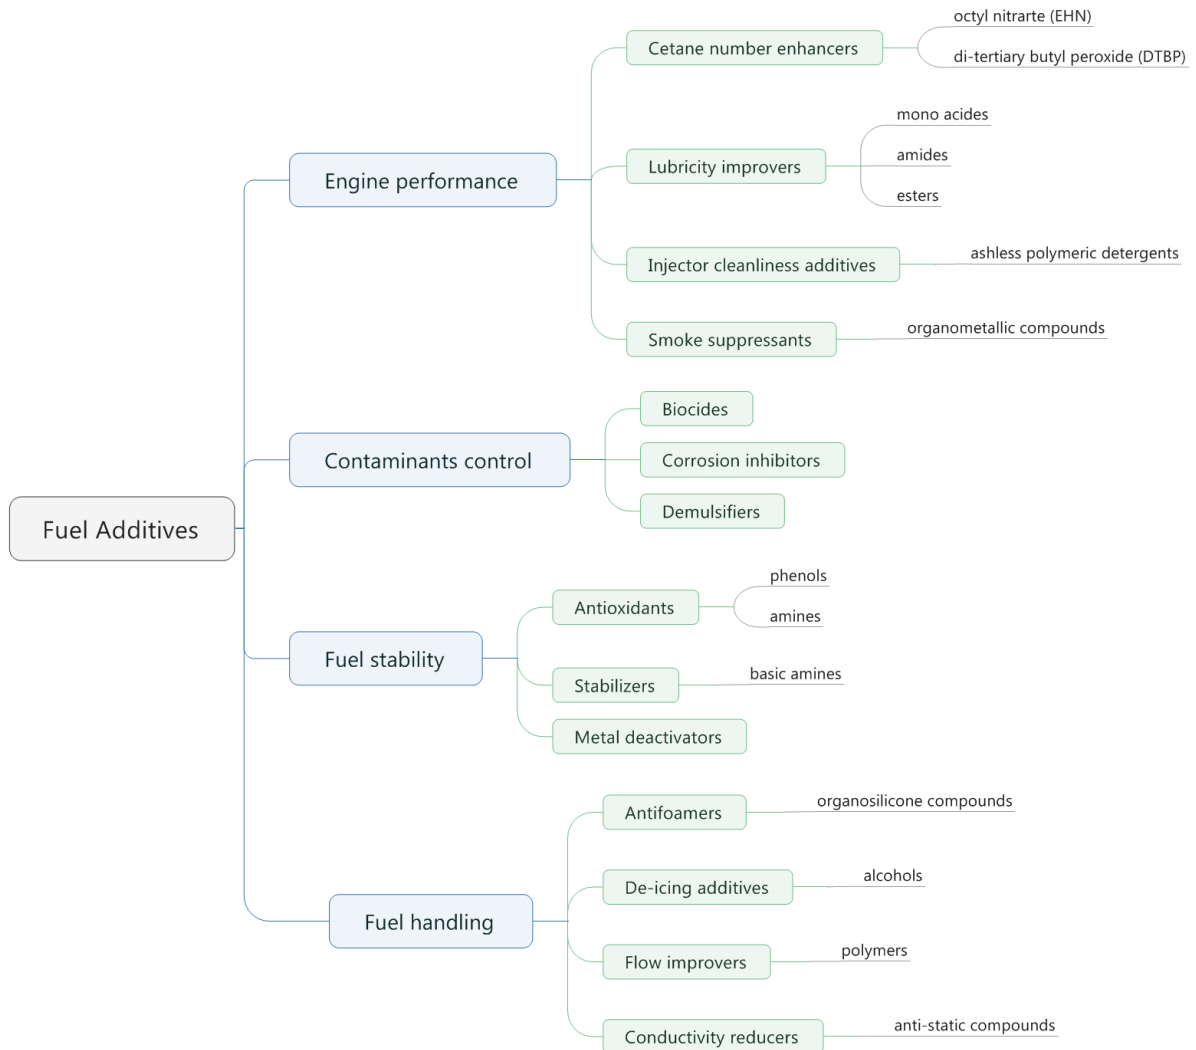 Fuel Additives
Engine performance
Cetane number enhancers
octyl nitrarte (EHN)
di-tertiary butyl peroxide (DTBP)
Lubricity improvers
mono acides
amides
esters
Injector cleanliness additives
ashless polymeric detergents
Smoke suppressants
organometallic compounds
Contaminants control
Biocides
Corrosion inhibitors
Demulsifiers
Fuel stability
Antioxidants
phenols
amines
Stabilizers
basic amines
Metal deactivators
Fuel handling
Antifoamers
organosilicone compounds
De-icing additives
alcohols
Flow improvers
polymers
Conductivity reducers
anti-static compounds